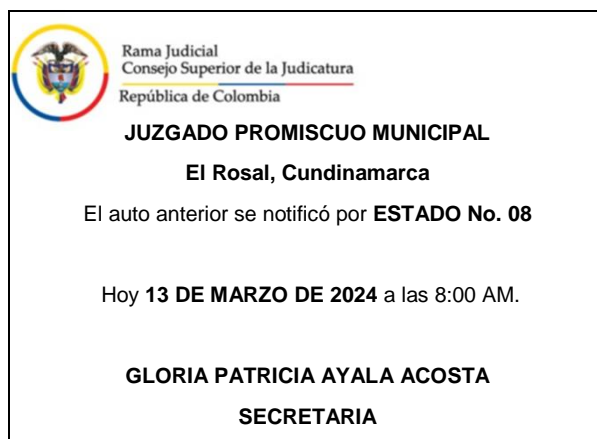 Rama Judicial
Consejo Superior de la Judicatura
República de Colombia
JUZGADO PROMISCUO MUNICIPAL
El Rosal, Cundinamarca
El auto anterior se notificó por ESTADO No. 08
Hoy 13 DE MARZO DE 2024 a las 8:00 AM.
GLORIA PATRICIA AYALA ACOSTA
SECRETARIA